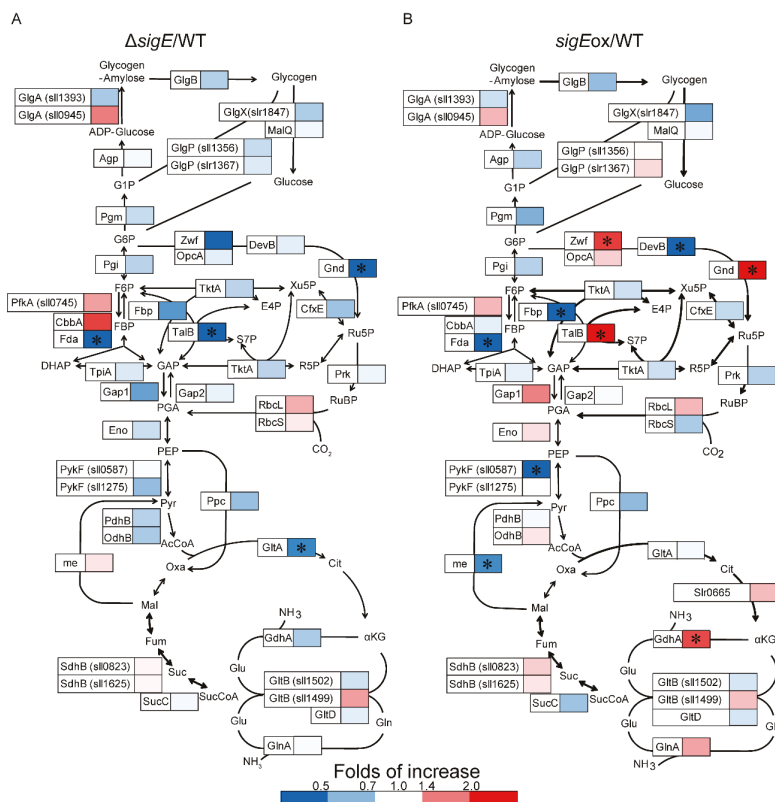 A
ΔsigE/WT
Glycogen
-Amylose
GlgB
Glycogen
GlgA (sll1393)
GlgA (sll0945)
GlgX(slr1847)
MalQ
ADP-Glucose
GlgP (sll1356)
GlgP (slr1367)
Agp
G1P
Glucose
Pgm
G6P
Zwf *
OpcA
DevB
Pgi
Gnd *
F6P
TktA
Xu5P
PfkA (sll0745)
CbbA
Fda *
Fbp
E4P
CfxE
FBP
TalB *
S7P
Ru5P
DHAP
TpiA
GAP
TktA
R5P
Prk
Gap1
Gap2
RuBP
PGA
RbcL
RbcS
Eno
CO2
PEP
PykF (sll0587)
PykF (sll1275)
Ppc
Pyr
PdhB
OdhB
AcCoA
GltA *
me
Oxa
Cit
Mal
NH3
Fum
GdhA
αKG
SdhB (sll0823)
SdhB (sll1625)
Suc
Glu
GltB (sll1502)
GltB (sll1499)
GltD
SucC
SucCoA
Glu
Gln
GlnA
NH3
B
sigEox/WT
Glycogen
-Amylose
GlgB
Glycogen
GlgA (sll1393)
GlgA (sll0945)
GlgX(slr1847)
MalQ
ADP-Glucose
GlgP (sll1356)
GlgP (slr1367)
Agp
G1P
Glucose
Pgm
G6P
Zwf *
OpcA
DevB *
Pgi
Gnd *
F6P
TktA
Xu5P
PfkA (sll0745)
CbbA
Fda *
Fbp *
E4P
CfxE
FBP
TalB *
S7P
Ru5P
DHAP
TpiA
GAP
TktA
R5P
Prk
Gap1
Gap2
RuBP
PGA
RbcL
RbcS
Eno
CO2
PEP
PykF (sll0587) *
PykF (sll1275)
Ppc
Pyr
PdhB
OdhB
AcCoA
GltA
me *
Oxa
Cit
Slr0665
Mal
NH3
Fum
GdhA *
αKG
SdhB (sll0823)
SdhB (sll1625)
Suc
Glu
GltB (sll1502)
GltB (sll1499)
GltD
SucC
SucCoA
Glu
GlnA
NH3
Folds of increase
0.5 0.7 1.0 1.4 2.0